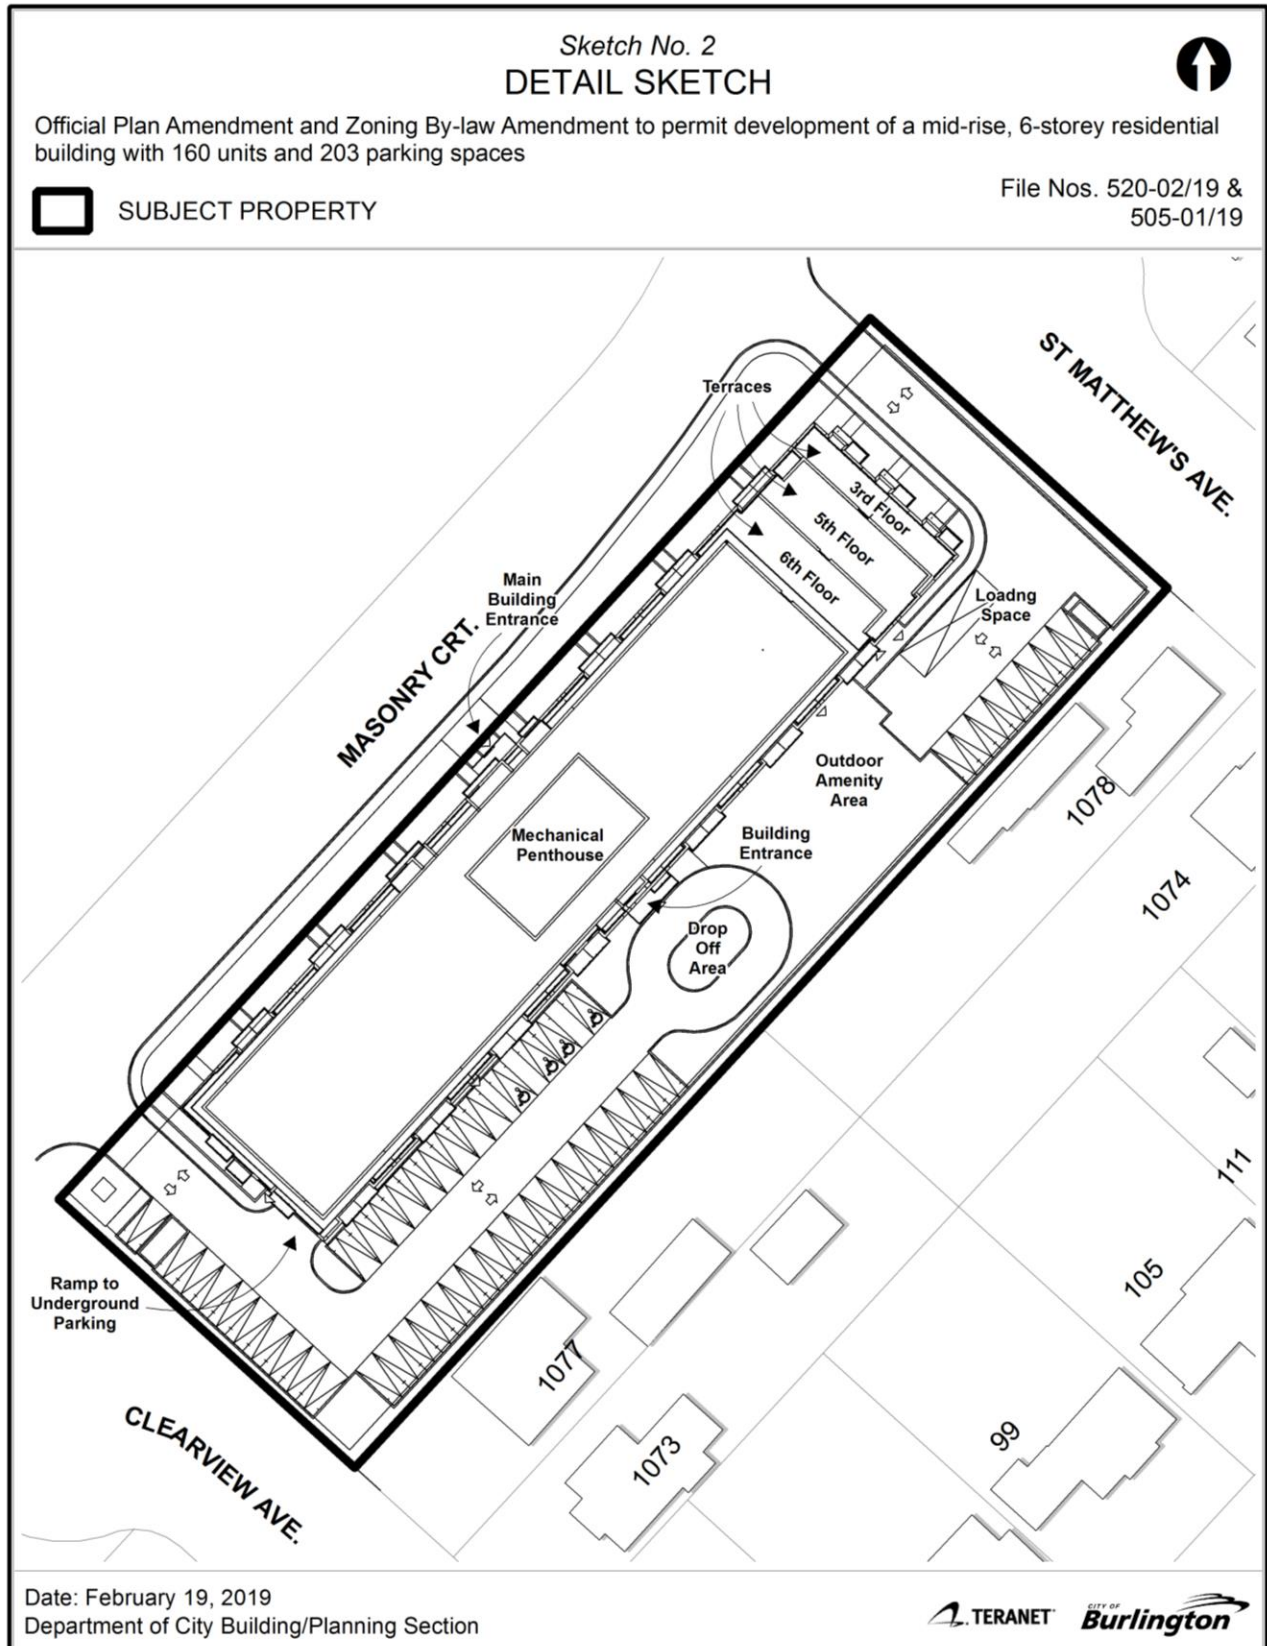 Sketch No. 2
DETAIL SKETCH
Official Plan Amendment and Zoning By-law Amendment to permit development of a mid-rise, 6-storey residential
building with 160 units and 203 parking spaces
SUBJECT PROPERTY
File Nos. 520-02/19 &
505-01/19
ST MATTHEW'S AVE.
Terraces
3rd Floor
5th Floor
6th Floor
Main
Building
Entrance
Loadng
Space
MASONRY CRT.
Outdoor
Amenity
Area
1078
Mechanical
Penthouse
Building
Entrance
1074
Drop
Off
Area
111
Ramp to
Underground
Parking
105
1077
CLEARVIEW AVE.
1073
99
Date: February 19, 2019
Department of City Building/Planning Section
TERANET
CITY OF
Burlington